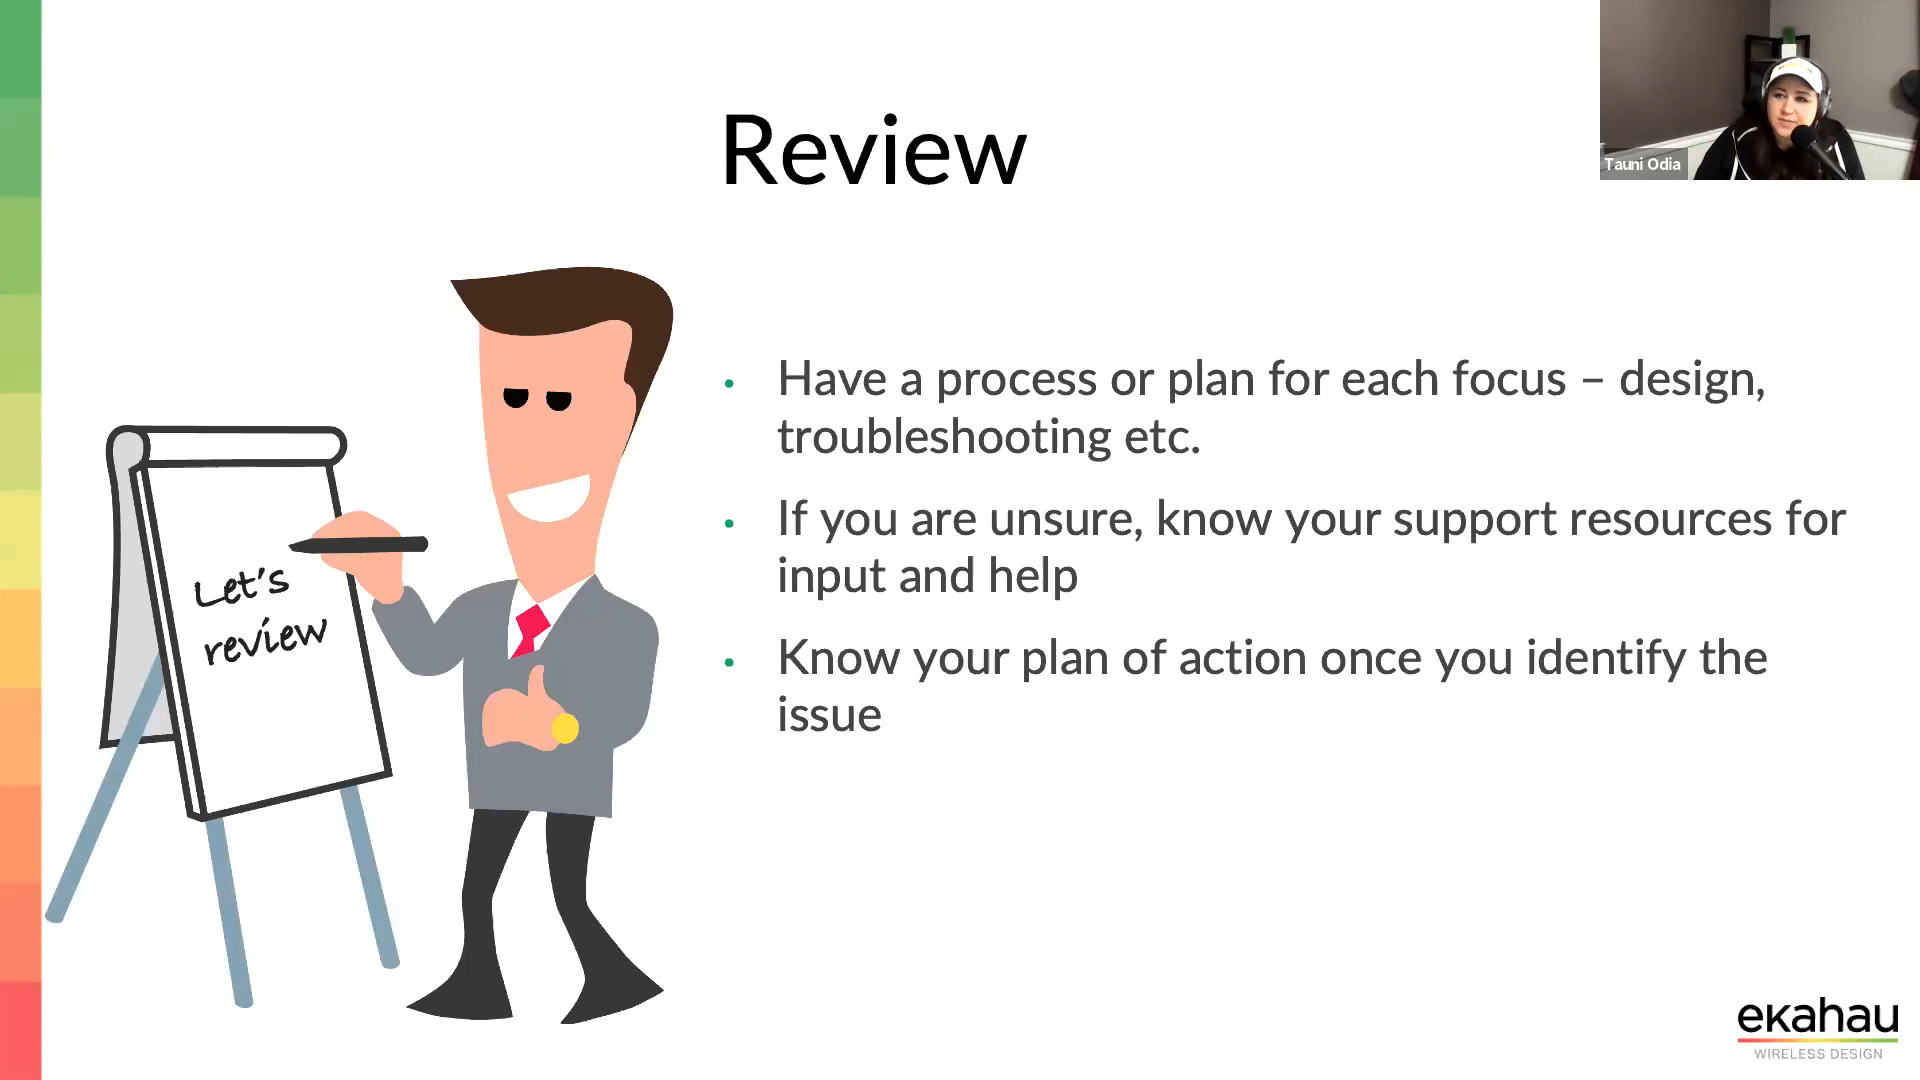 Review
Tauni Odia
Let's
review
Have a process or plan for each focus – design,
troubleshooting etc.
If you are unsure, know your support resources for
input and help
Know your plan of action once you identify the
issue
ekahau
WIRELESS DESIGN